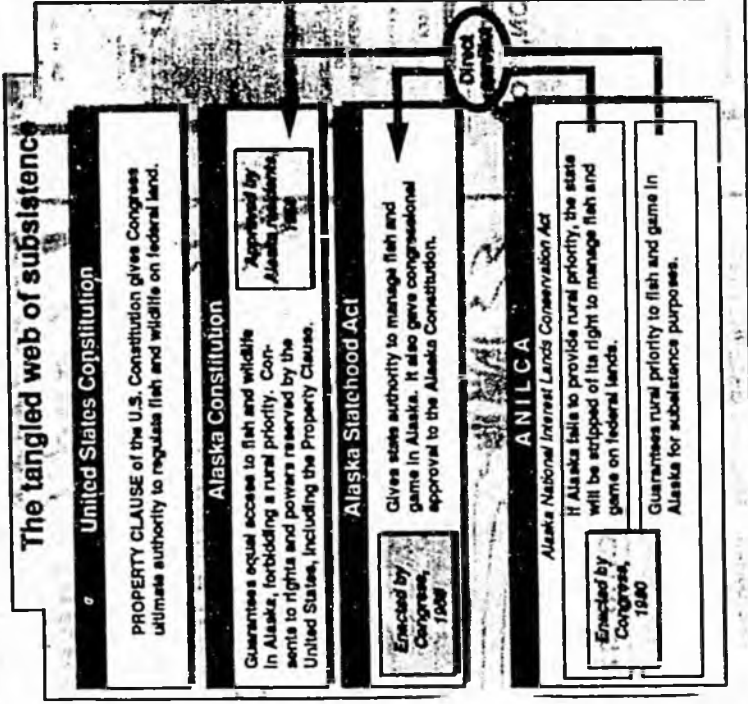 The tangled web of subsistence
United States Constitution
PROPERTY CLAUSE of the U.S. Constitution gives Congress
ultimate authority to regulate fish and wildlife on federal land.
Alaska Constitution
Guarantees equal access to fish and wildlife
in Alaska, forbidding a rural priority. Con-
sents to rights and powers reserved by the
United States, including the Property Clause.
Approved by
Alaska residents,
Alaska Statehood Act
Enacted by
Congress,
Gives state authority to manage fish and
game in Alaska. It also gave congressional
approval to the Alaska Constitution.
Direct
ANILCA
Alaska National Interest Lands Conservation Act
Enacted by
Congress,
1980
If Alaska fails to provide rural priority, the state
will be stripped of its right to manage fish and
game on federal lands.
Guarantees rural priority to fish and game in
Alaska for subsistence purposes.